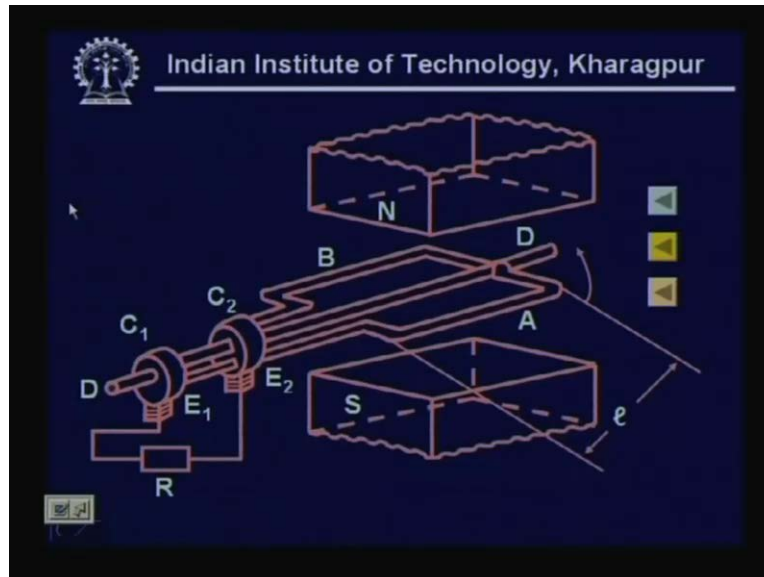 Indian Institute of Technology, Kharagpur
N
D
B
C2
A
C1
D
E2
E1
S
ℓ
R